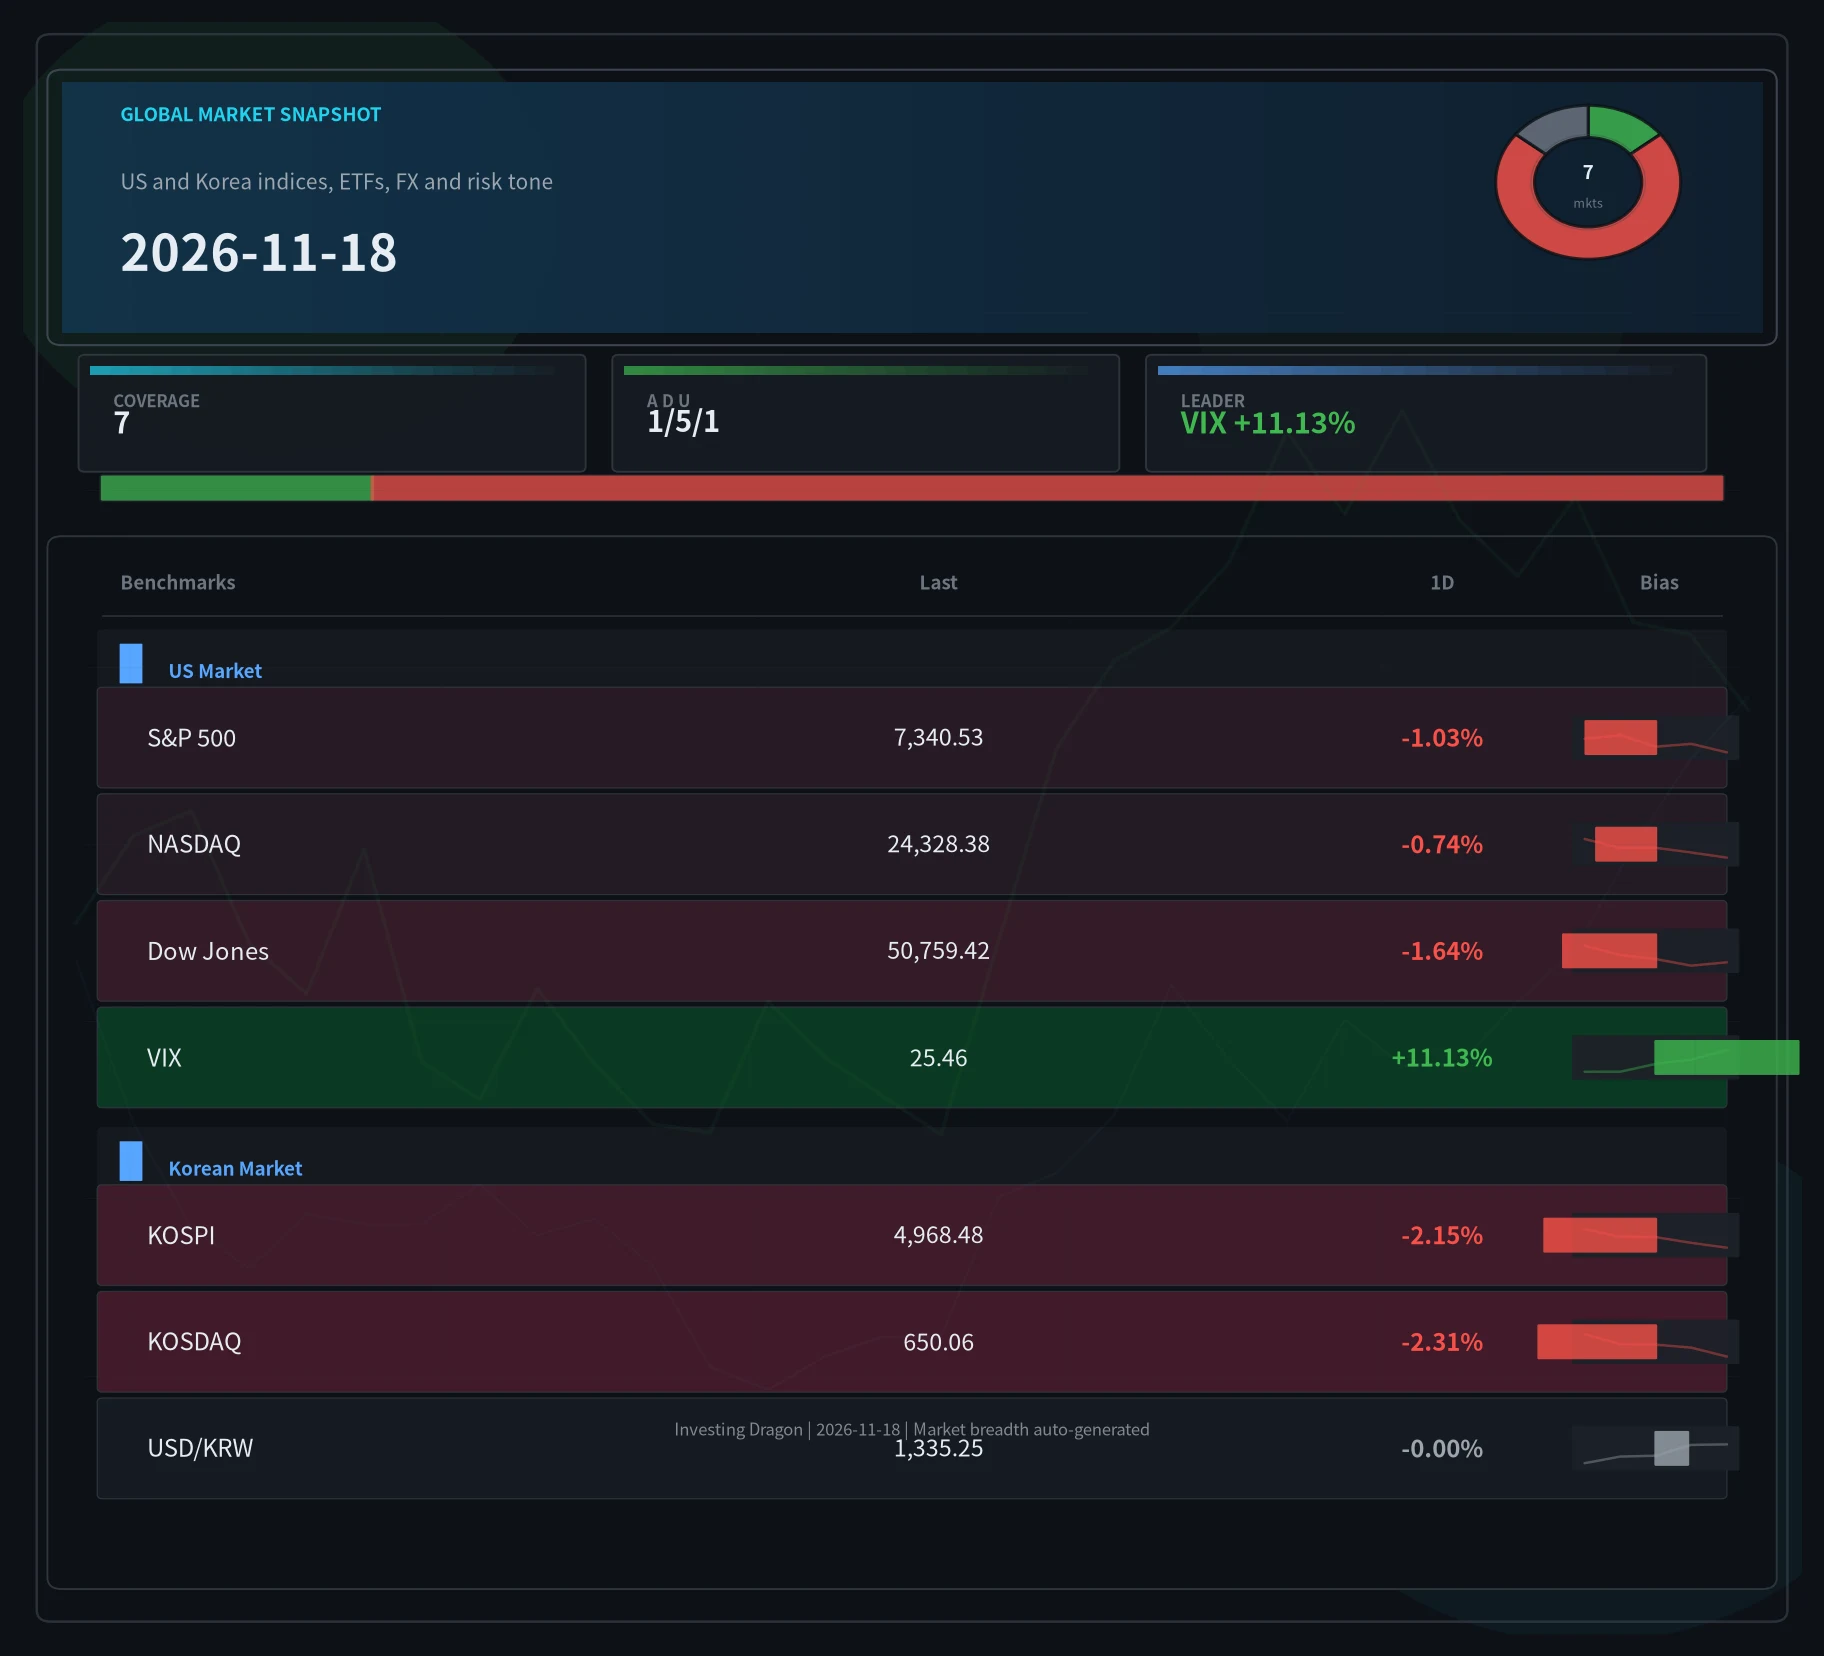 GLOBAL MARKET SNAPSHOT
US and Korea indices, ETFs, FX and risk tone
2026-11-18
7
mkts
COVERAGE
7
A D U
1/5/1
LEADER
VIX +11.13%
Benchmarks Last 1D Bias
US Market
S&P 500 7,340.53 -1.03%
NASDAQ 24,328.38 -0.74%
Dow Jones 50,759.42 -1.64%
VIX 25.46 +11.13%
Korean Market
KOSPI 4,968.48 -2.15%
KOSDAQ 650.06 -2.31%
Investing Dragon | 2026-11-18 | Market breadth auto-generated
USD/KRW 1,335.25 -0.00%